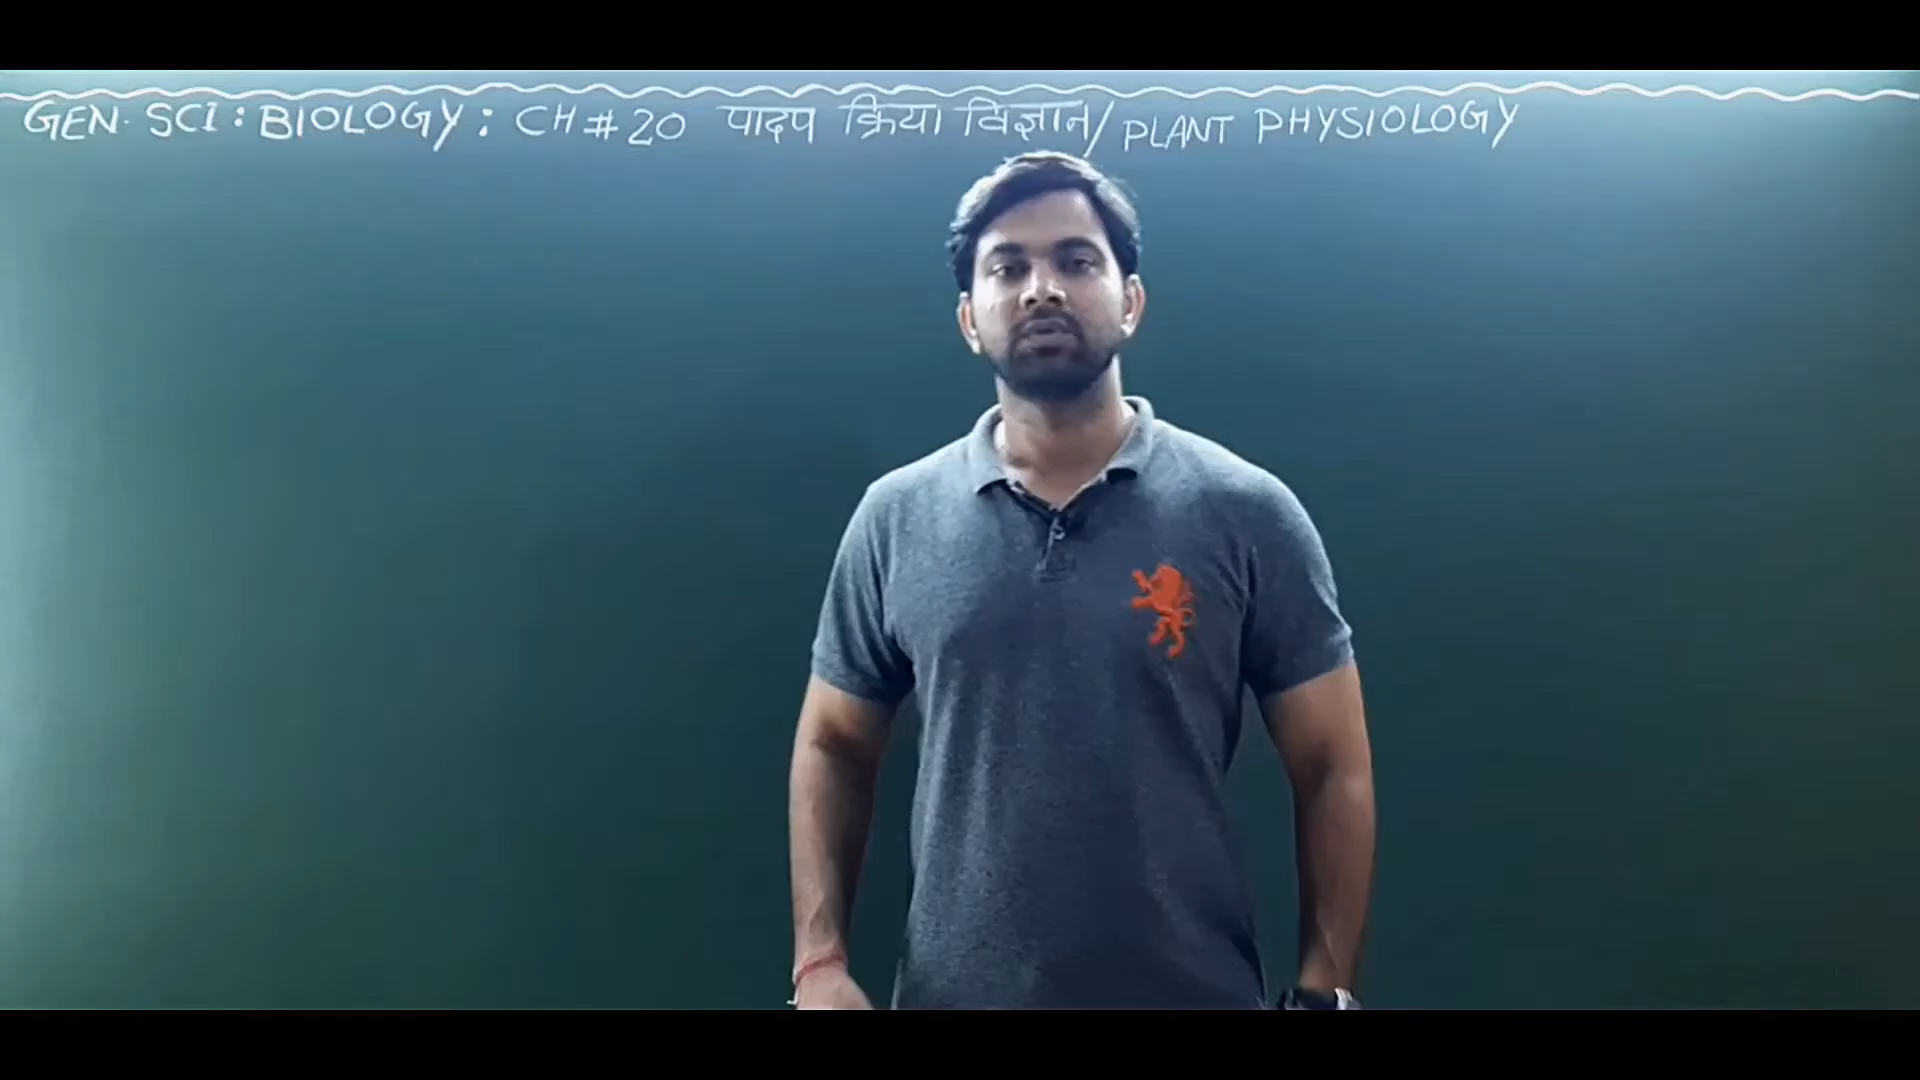 GEN. SCI : BIOLOGY : CH # 20 पादप क्रिया विज्ञान / PLANT PHYSIOLOGY